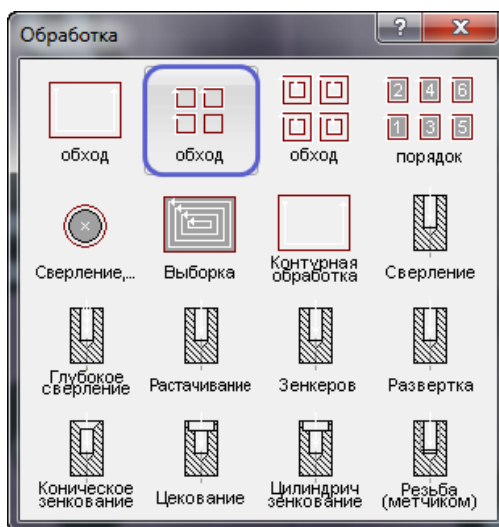 Обработка
?
X
2 4 6
1 3 5
обход
обход
обход
порядок
Сверление,...
Выборка
Контурная
обработка
Сверление
Глубокое
сверление
Растачивание
Зенкеров
Развертка
Коническое
зенкование
Цекование
Цилиндрич
зенкование
Резьба
(метчиком)